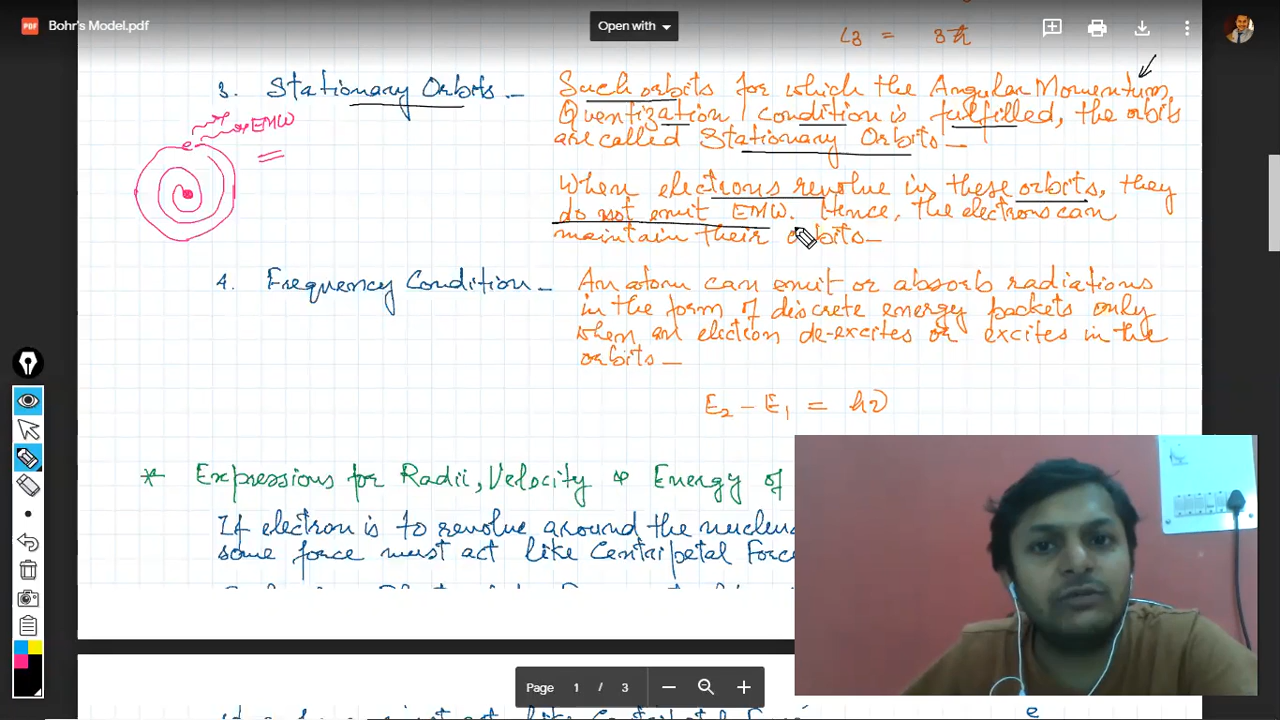 Bohr's Model.pdf
Open with
L3 = 3ħ
3. Stationary Orbits – Such orbits for which the Angular Momentum,
Quantization condition is fulfilled, the orbits
are called Stationary Orbits –
EMW
When electrons revolve in these orbits, they
do not emit EMW. Hence, the electrons can
maintain their orbits –
4. Frequency Condition – An atom can emit or absorb radiations
in the form of discrete energy packets only
when an electron de-excites or excites in the
orbits –
E2 – E1 = hν
* Expressions for Radii, Velocity & Energy of
If electron is to revolve around the nucleus
some force must act like Centripetal Force
Page 1 / 3
e